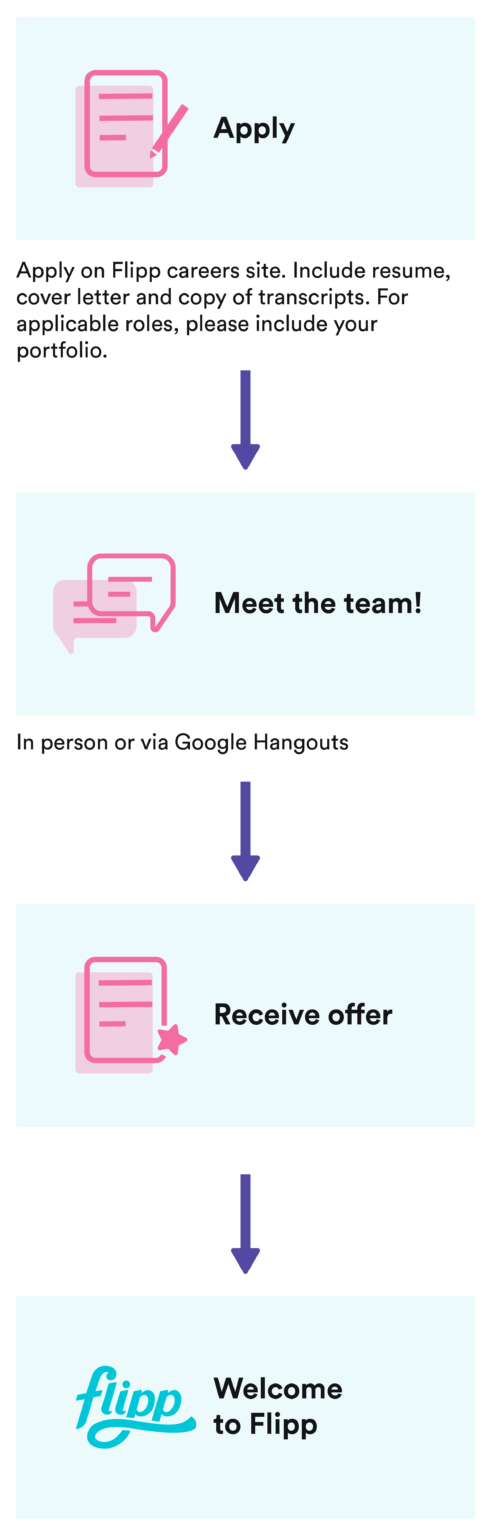 Apply
Apply on Flipp careers site. Include resume,
cover letter and copy of transcripts. For
applicable roles, please include your
portfolio.
Meet the team!
In person or via Google Hangouts
Receive offer
flipp
Welcome
to Flipp